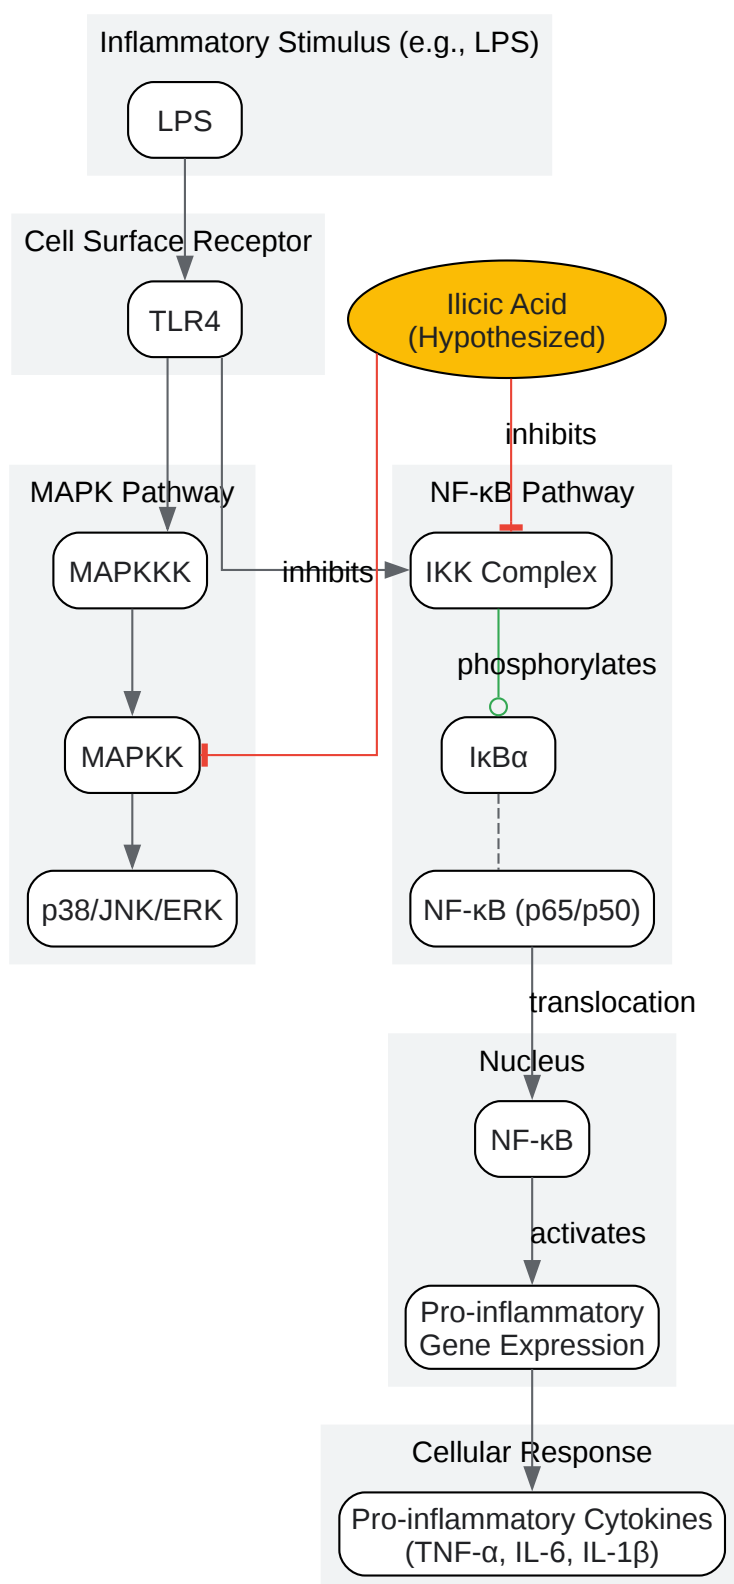 Inflammatory Stimulus (e.g., LPS)
LPS
Cell Surface Receptor
TLR4
Ilicic Acid
(Hypothesized)
inhibits
MAPK Pathway
NF-κB Pathway
MAPKKK
inhibits
IKK Complex
phosphorylates
MAPKK
IκBα
p38/JNK/ERK
NF-κB (p65/p50)
translocation
Nucleus
NF-κB
activates
Pro-inflammatory
Gene Expression
Cellular Response
Pro-inflammatory Cytokines
(TNF-α, IL-6, IL-1β)